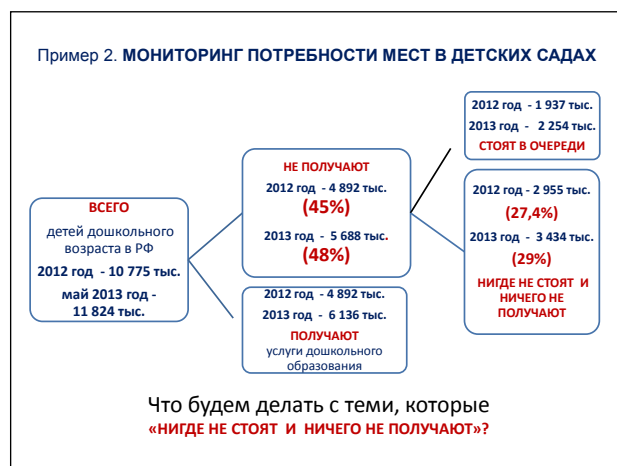 Пример 2. МОНИТОРИНГ ПОТРЕБНОСТИ МЕСТ В ДЕТСКИХ САДАХ
ВСЕГО
детей дошкольного
возраста в РФ
2012 год - 10 775 тыс.
май 2013 год -
11 824 тыс.
НЕ ПОЛУЧАЮТ
2012 год - 4 892 тыс.
(45%)
2013 год - 5 688 тыс.
(48%)
2012 год - 4 892 тыс.
2013 год - 6 136 тыс.
ПОЛУЧАЮТ
услуги дошкольного
образования
2012 год - 1 937 тыс.
2013 год - 2 254 тыс.
СТОЯТ В ОЧЕРЕДИ
2012 год - 2 955 тыс.
(27,4%)
2013 год - 3 434 тыс.
(29%)
НИГДЕ НЕ СТОЯТ И
НИЧЕГО НЕ
ПОЛУЧАЮТ
Что будем делать с теми, которые
«НИГДЕ НЕ СТОЯТ И НИЧЕГО НЕ ПОЛУЧАЮТ»?